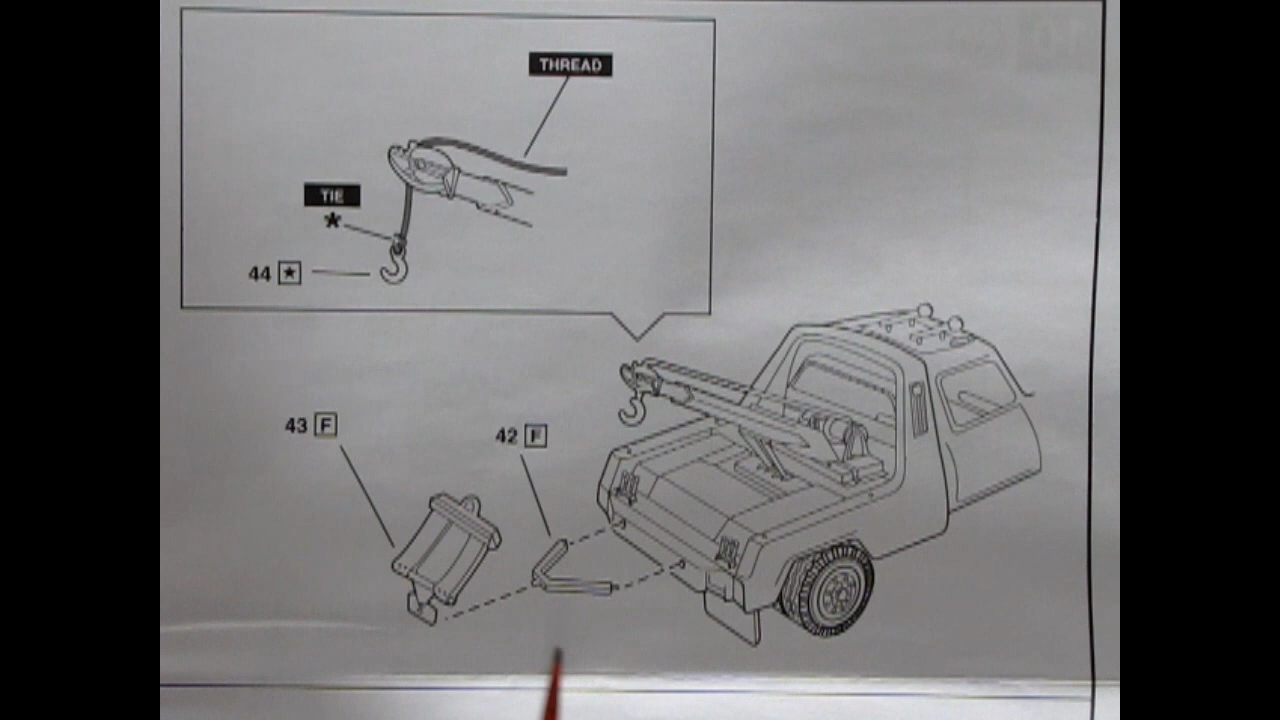 THREAD
TIE
★
44 ★
43 F
42 F